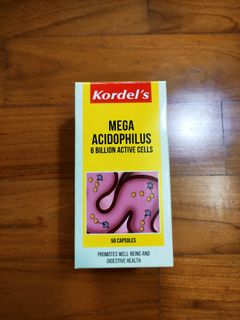 Kordel's
MEGA
ACIDOPHILUS
6 BILLION ACTIVE CELLS
50 CAPSULES
PROMOTES WELL-BEING AND
DIGESTIVE HEALTH